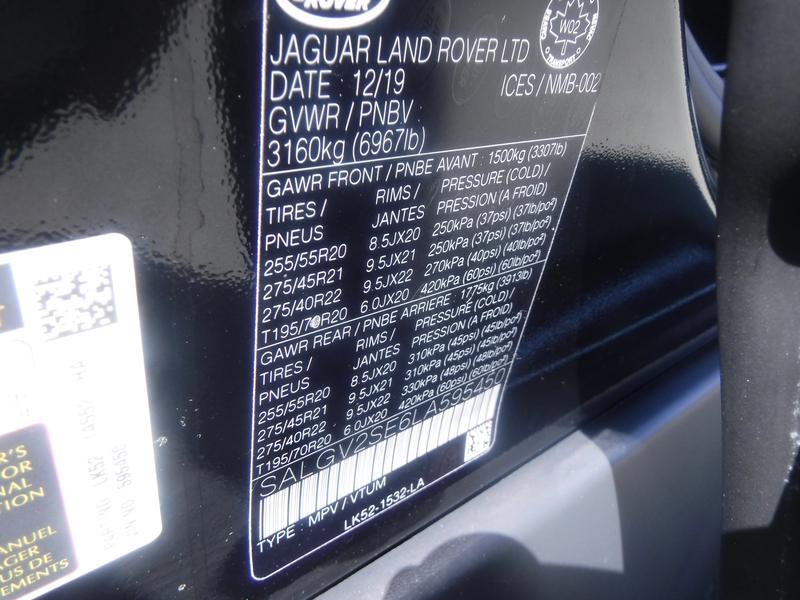 ROVER
JAGUAR LAND ROVER LTD
DATE : 12/19
ICES / NMB-002
W02
TRANSPORT
GVWR / PNBV
3160kg (6967lb)
GAWR FRONT / PNBE AVANT : 1500kg (3307lb)
TIRES / RIMS / PRESSURE (COLD) /
PNEUS JANTES PRESSION (A FROID)
255/55R20 8.5JX20 250kPa (37psi) (37lb/po²)
275/45R21 9.5JX21 250kPa (37psi) (37lb/po²)
275/40R22 9.5JX22 270kPa (40psi) (40lb/po²)
T195/70R20 6.0JX20 420kPa (60psi) (60lb/po²)
GAWR REAR / PNBE ARRIERE : 1775kg (3913lb)
TIRES / RIMS / PRESSURE (COLD) /
PNEUS JANTES PRESSION (A FROID)
255/55R20 8.5JX20 310kPa (45psi) (45lb/po²)
275/45R21 9.5JX21 310kPa (45psi) (45lb/po²)
275/40R22 9.5JX22 330kPa (48psi) (48lb/po²)
T195/70R20 6.0JX20 420kPa (60psi) (60lb/po²)
SALGV2SE6LA595450
TYPE : MPV / VTUM
LK52-1532-LA